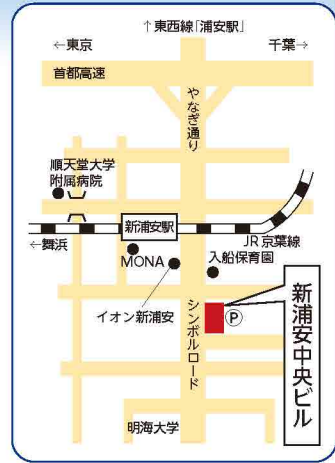 ↑東西線「浦安駅」
←東京
千葉→
首都高速
やなぎ通り
順天堂大学
附属病院
新浦安駅
←舞浜
JR京葉線
MONA
入船保育園
イオン新浦安
シンボルロード
P
新浦安中央ビル
明海大学